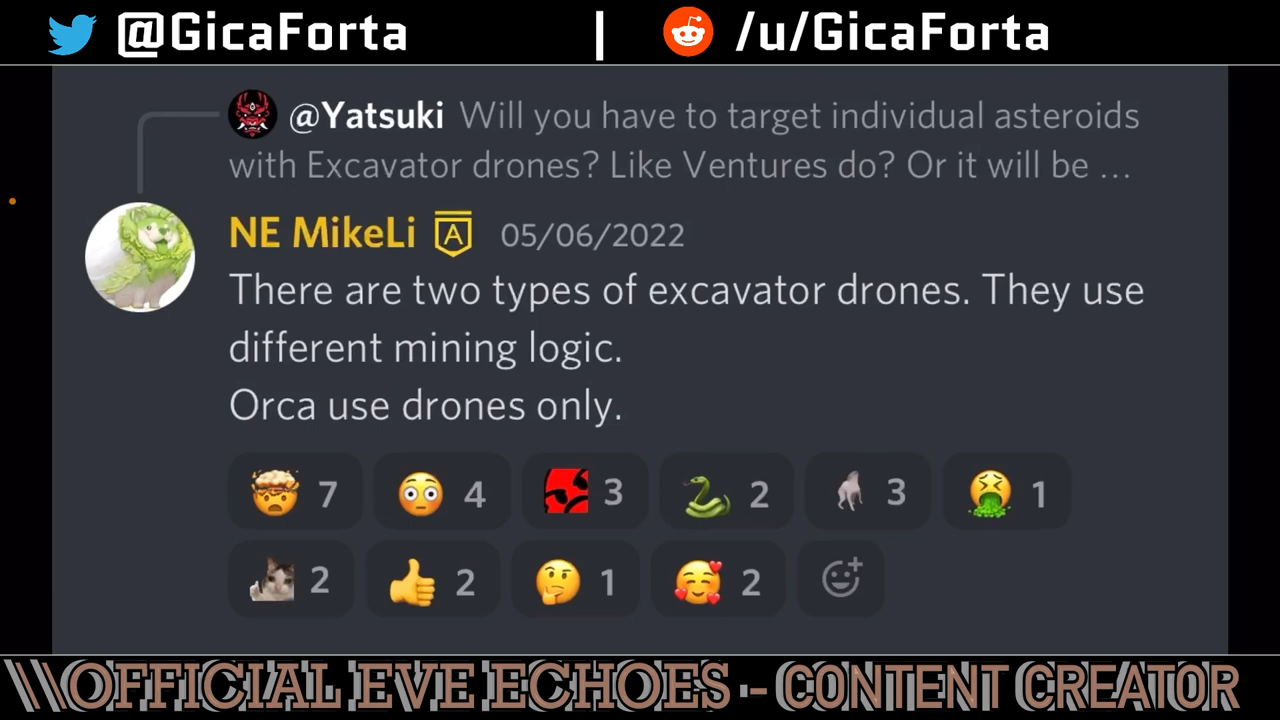 @GicaForta | /u/GicaForta
@Yatsuki Will you have to target individual asteroids
with Excavator drones? Like Ventures do? Or it will be ...
NE MikeLi A 05/06/2022
There are two types of excavator drones. They use
different mining logic.
Orca use drones only.
7 4 3 2 3 1
2 2 1 2
\\OFFICIAL EVE ECHOES - CONTENT CREATOR